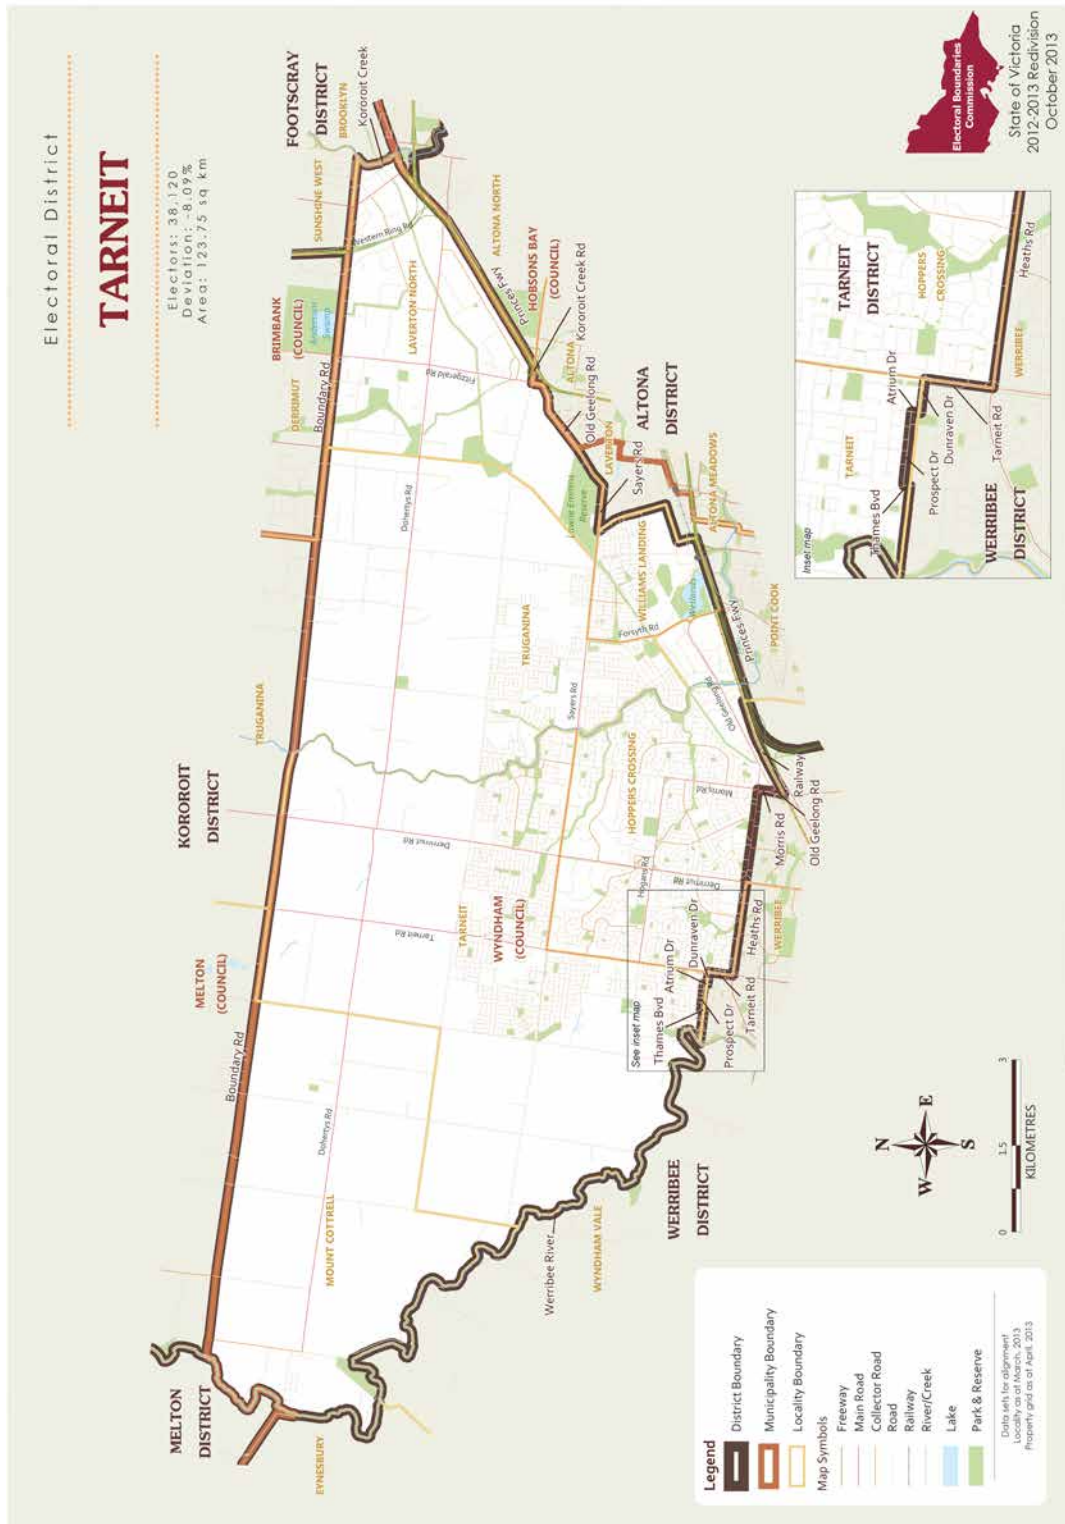 Electoral District
TARNEIT
Electors: 38,120
Deviation: -8.09%
Area: 123.75 sq km
Electoral Boundaries
Commission
State of Victoria
2012-2013 Redivision
October 2013
MELTON
DISTRICT
EYNESBURY
MOUNT COTTRELL
Boundary Rd
Dohertys Rd
MELTON
(COUNCIL)
KOROROIT
DISTRICT
TRUGANINA
Tarneit Rd
Derrimut Rd
TARNEIT
WYNDHAM
(COUNCIL)
Werribee River
WYNDHAM VALE
WERRIBEE
DISTRICT
See inset map
Thames Bvd
Atrium Dr
Dunraven Dr
Prospect Dr
Tarneit Rd
Heaths Rd
WERRIBEE
Hogans Rd
Derrimut Rd
HOPPERS CROSSING
Morris Rd
Morris Rd
Old Geelong Rd
Railway
Old Geelong Rd
Princes Fwy
POINT COOK
Forsyth Rd
Sayers Rd
TRUGANINA
WILLIAMS LANDING
Wetlands
ALTONA MEADOWS
Dohertys Rd
DERRIMUT
Boundary Rd
BRIMBANK
(COUNCIL)
LAVERTON NORTH
Fitzgerald Rd
Reserve
Sayers Rd
LAVERTON
ALTONA
DISTRICT
Old Geelong Rd
ALTONA
Kororoit Creek Rd
HOBSONS BAY
(COUNCIL)
Princes Fwy
ALTONA NORTH
Western Ring Rd
SUNSHINE WEST
FOOTSCRAY
DISTRICT
BROOKLYN
Kororoit Creek
Inset map
TARNEIT
TARNEIT
DISTRICT
HOPPERS
CROSSING
Thames Bvd
Atrium Dr
Prospect Dr
Dunraven Dr
Tarneit Rd
Heaths Rd
WERRIBEE
WERRIBEE
DISTRICT
N
W
E
S
0
1.5
3
KILOMETRES
Legend
District Boundary
Municipality Boundary
Locality Boundary
Map Symbols
Freeway
Main Road
Collector Road
Road
Railway
River/Creek
Lake
Park & Reserve
Data sets for alignment
Locality as at March, 2013
Property grid as at April, 2013